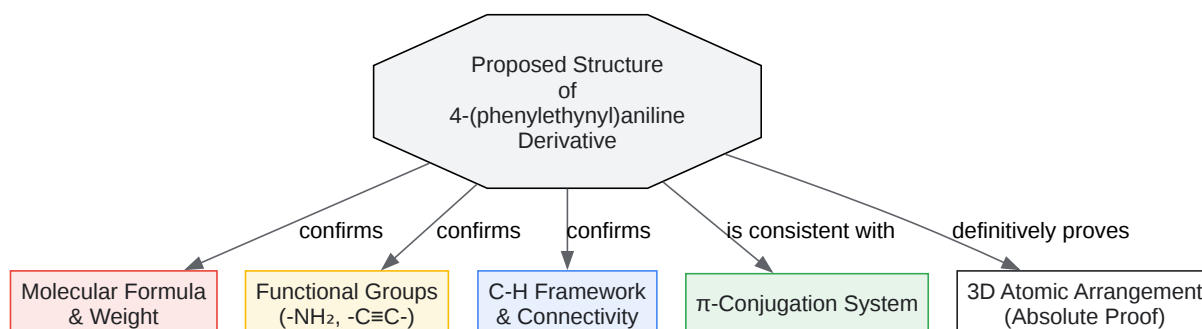 Proposed Structure
of
4-(phenylethynyl)aniline
Derivative
confirms
confirms
confirms
is consistent with
definitively proves
Molecular Formula
& Weight
Functional Groups
(-NH₂, -C≡C-)
C-H Framework
& Connectivity
π-Conjugation System
3D Atomic Arrangement
(Absolute Proof)